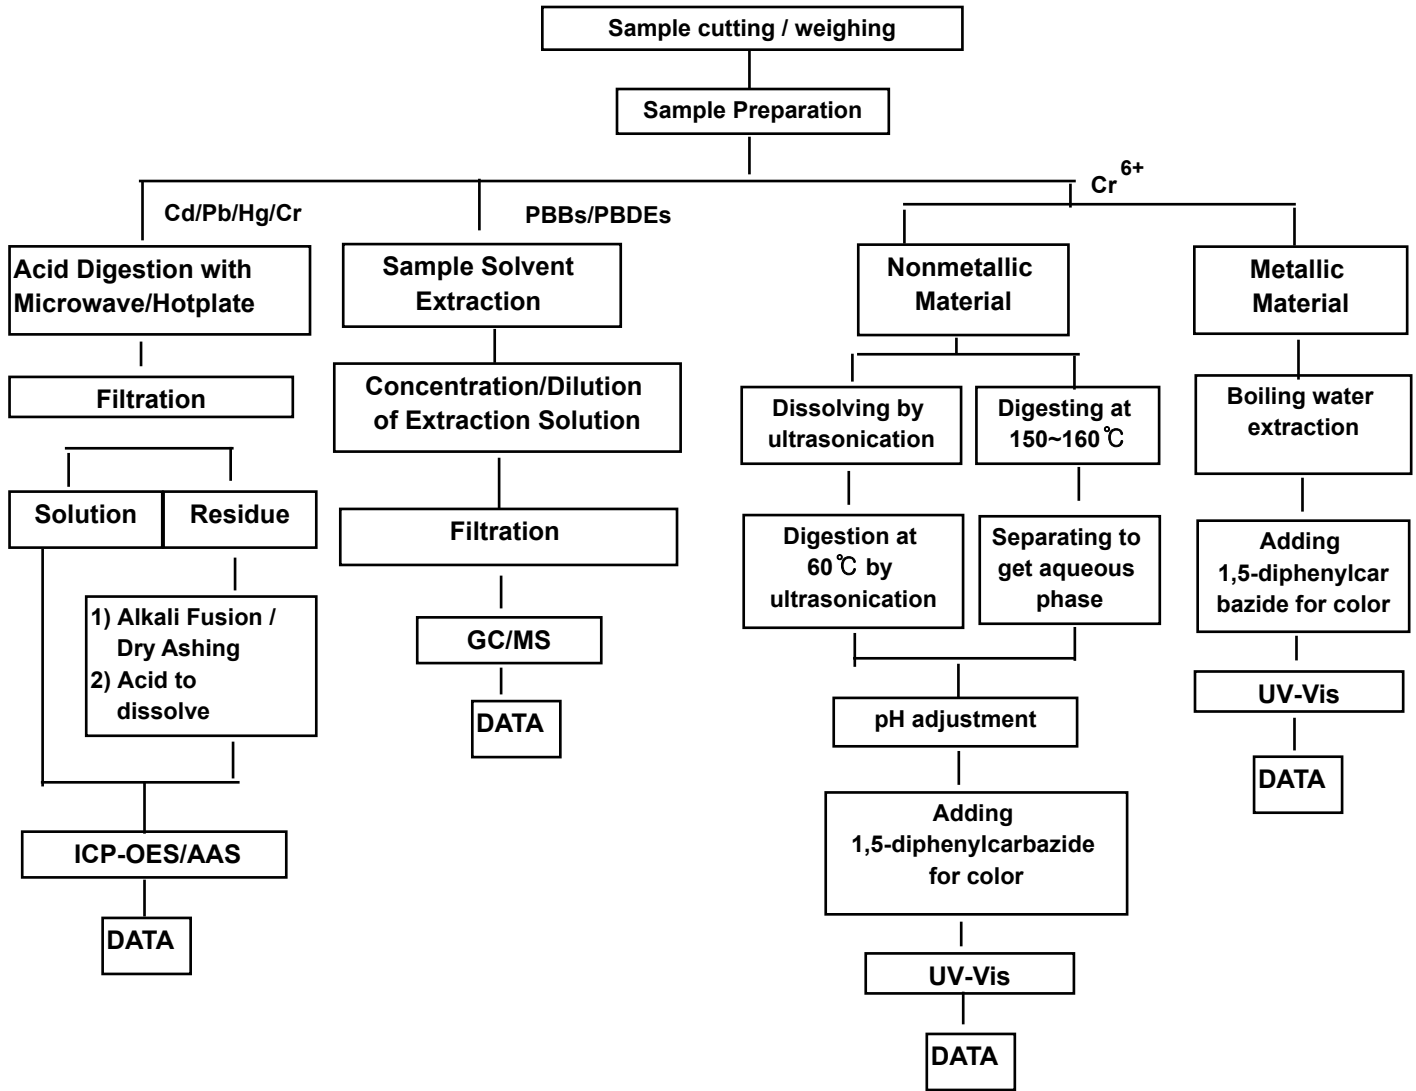 Sample cutting / weighing
Sample Preparation
Cr 6+
Cd/Pb/Hg/Cr
PBBs/PBDEs
Acid Digestion with
Microwave/Hotplate
Filtration
Solution
Residue
1) Alkali Fusion /
Dry Ashing
2) Acid to
dissolve
ICP-OES/AAS
DATA
Sample Solvent
Extraction
Concentration/Dilution
of Extraction Solution
Filtration
GC/MS
DATA
Nonmetallic
Material
Dissolving by
ultrasonication
Digestion at
60℃ by
ultrasonication
Digesting at
150~160℃
Separating to
get aqueous
phase
pH adjustment
Adding
1,5-diphenylcarbazide
for color
UV-Vis
DATA
Metallic
Material
Boiling water
extraction
Adding
1,5-diphenylcar
bazide for color
UV-Vis
DATA